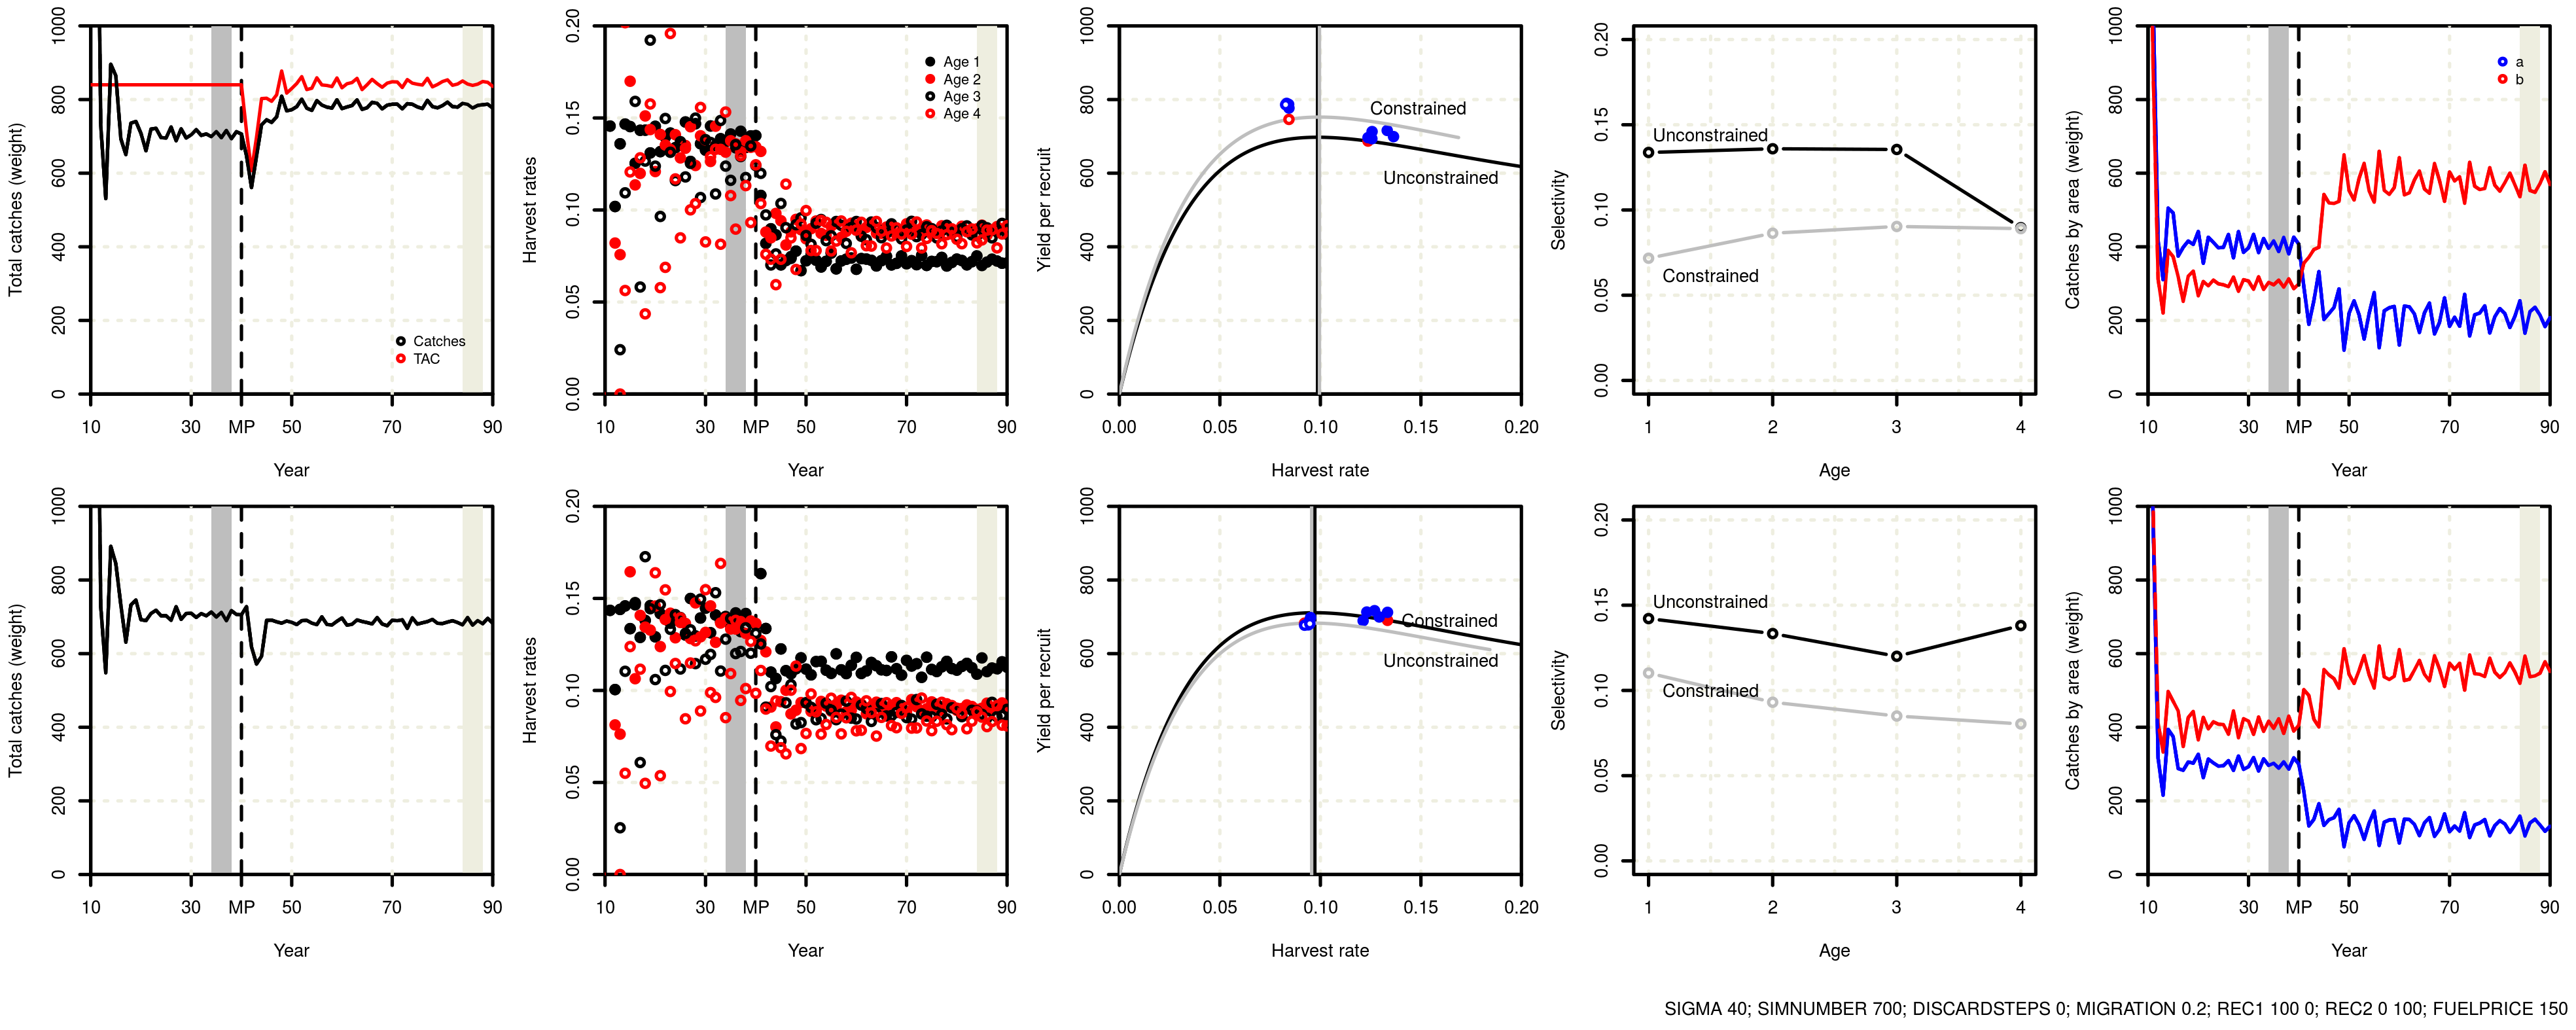 Total catches (weight)
0 200 400 600 800 1000
10 30 MP 50 70 90
Year
Catches
TAC
Harvest rates
0.00 0.05 0.10 0.15 0.20
10 30 MP 50 70 90
Year
Age 1
Age 2
Age 3
Age 4
Yield per recruit
0 200 400 600 800 1000
0.00 0.05 0.10 0.15 0.20
Harvest rate
Constrained
Unconstrained
Selectivity
0.00 0.05 0.10 0.15 0.20
1 2 3 4
Age
Unconstrained
Constrained
Catches by area (weight)
0 200 400 600 800 1000
10 30 MP 50 70 90
Year
a
b
Total catches (weight)
0 200 400 600 800 1000
10 30 MP 50 70 90
Year
Harvest rates
0.00 0.05 0.10 0.15 0.20
10 30 MP 50 70 90
Year
Yield per recruit
0 200 400 600 800 1000
0.00 0.05 0.10 0.15 0.20
Harvest rate
Constrained
Unconstrained
Selectivity
0.00 0.05 0.10 0.15 0.20
1 2 3 4
Age
Unconstrained
Constrained
Catches by area (weight)
0 200 400 600 800 1000
10 30 MP 50 70 90
Year
SIGMA 40; SIMNUMBER 700; DISCARDSTEPS 0; MIGRATION 0.2; REC1 100 0; REC2 0 100; FUELPRICE 150